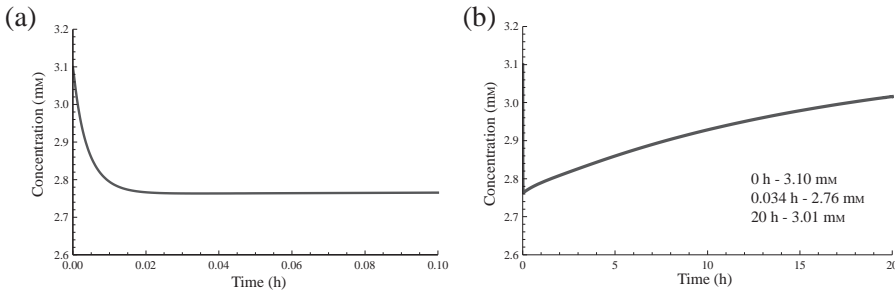 (a)
3.2
3.1
3.0
2.9
2.8
2.7
2.6
Concentration (mM)
0.00
0.02
0.04
0.06
0.08
0.10
Time (h)
(b)
3.2
3.1
3.0
2.9
2.8
2.7
2.6
Concentration (mM)
0 h - 3.10 mM
0.034 h - 2.76 mM
20 h - 3.01 mM
0
5
10
15
20
Time (h)